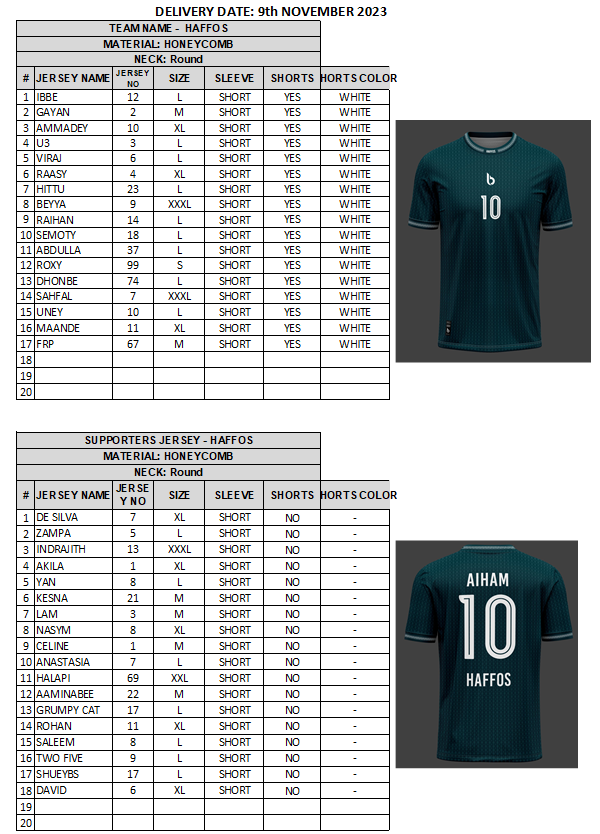 DELIVERY DATE: 9th NOVEMBER 2023
TEAM NAME - HAFFOS
MATERIAL: HONEYCOMB
NECK: Round
# JERSEY NAME JERSEY NO SIZE SLEEVE SHORTS HORTS COLOR
1 IBBE 12 L SHORT YES WHITE
2 GAYAN 2 M SHORT YES WHITE
3 AMMADEY 10 XL SHORT YES WHITE
4 U3 3 L SHORT YES WHITE
5 VIRAJ 6 L SHORT YES WHITE
6 RAASY 4 XL SHORT YES WHITE
7 HITTU 23 L SHORT YES WHITE
8 BEYYA 9 XXXL SHORT YES WHITE
9 RAIHAN 14 L SHORT YES WHITE
10 SEMOTY 18 L SHORT YES WHITE
11 ABDULLA 37 L SHORT YES WHITE
12 ROXY 99 S SHORT YES WHITE
13 DHONBE 74 L SHORT YES WHITE
14 SAHFAL 7 XXXL SHORT YES WHITE
15 UNEY 10 L SHORT YES WHITE
16 MAANDE 11 XL SHORT YES WHITE
17 FRP 67 M SHORT YES WHITE
18
19
20
10
SUPPORTERS JERSEY - HAFFOS
MATERIAL: HONEYCOMB
NECK: Round
# JERSEY NAME JERSE Y NO SIZE SLEEVE SHORTS HORTS COLOR
1 DE SILVA 7 XL SHORT NO -
2 ZAMPA 5 L SHORT NO -
3 INDRAJITH 13 XXXL SHORT NO -
4 AKILA 1 XL SHORT NO -
5 YAN 8 L SHORT NO -
6 KESNA 21 M SHORT NO -
7 LAM 3 M SHORT NO -
8 NASYM 8 XL SHORT NO -
9 CELINE 1 M SHORT NO -
10 ANASTASIA 7 L SHORT NO -
11 HALAPI 69 XXL SHORT NO -
12 AAMINABEE 22 M SHORT NO -
13 GRUMPY CAT 17 L SHORT NO -
14 ROHAN 11 XL SHORT NO -
15 SALEEM 8 L SHORT NO -
16 TWO FIVE 9 L SHORT NO -
17 SHUEYBS 17 L SHORT NO -
18 DAVID 6 XL SHORT NO -
19
20
AIHAM
10
HAFFOS